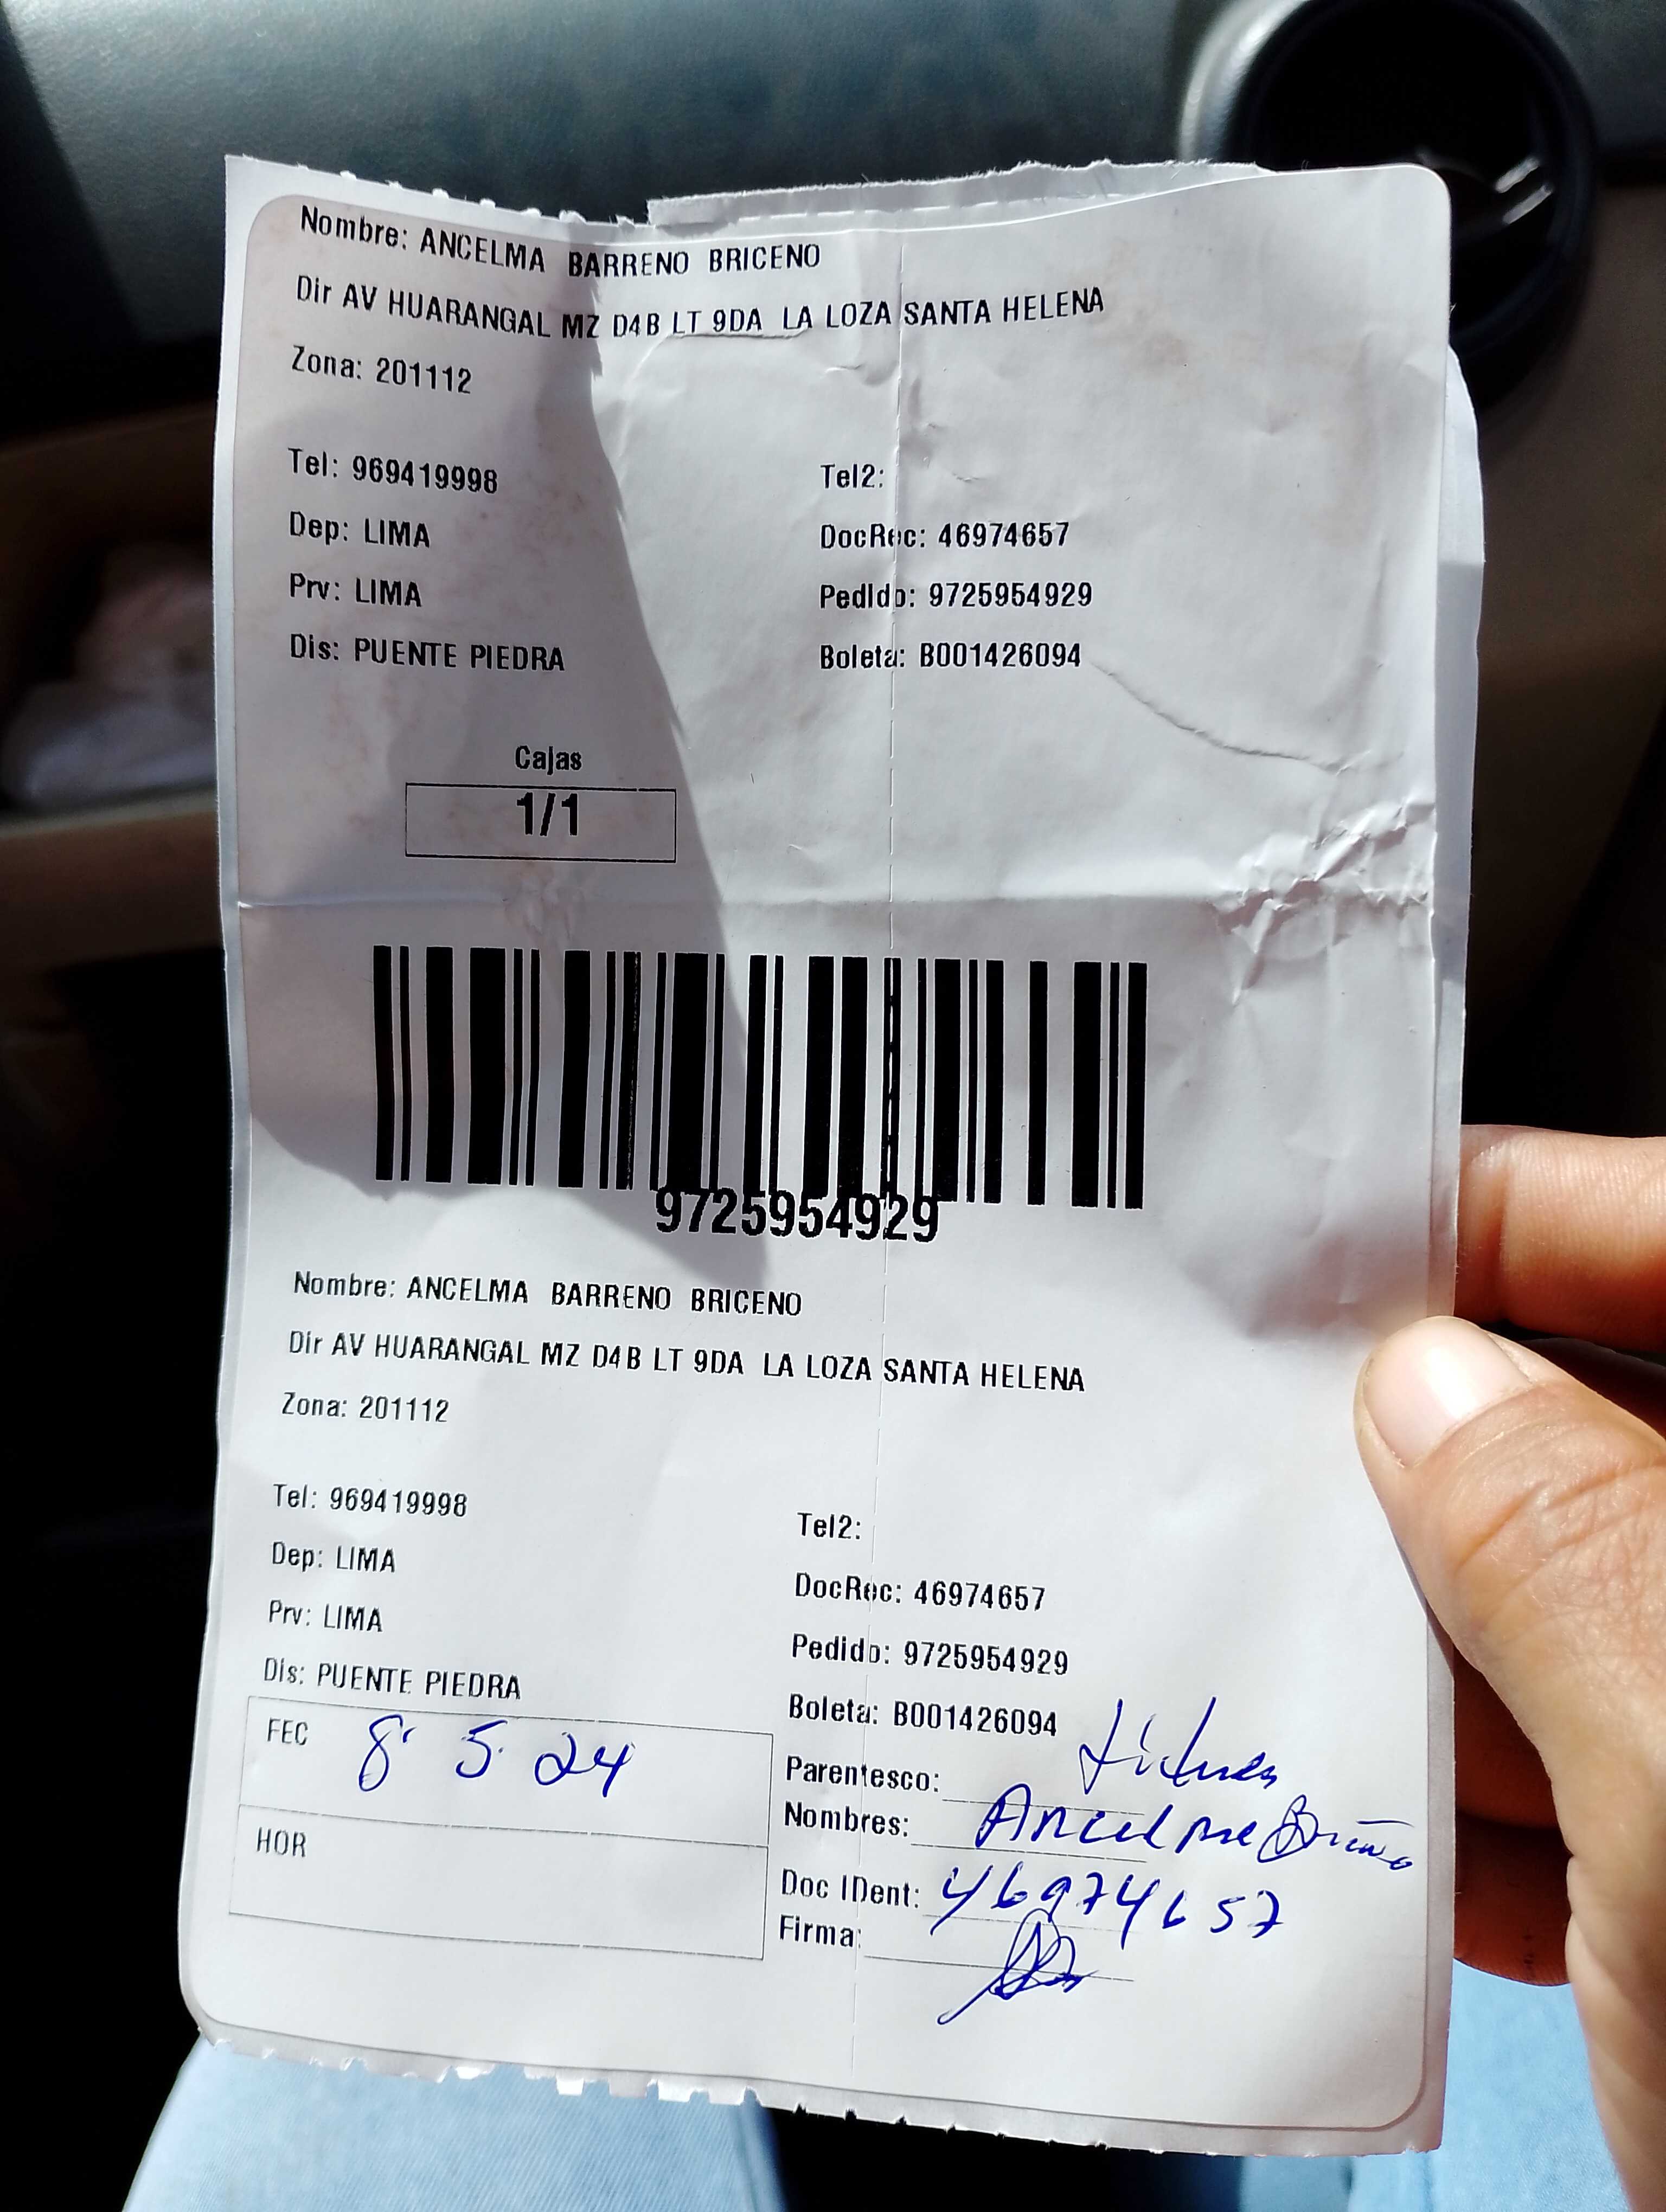 Nombre: ANCELMA BARRENO BRICENO
Dir AV HUARANGAL MZ D4B LT 9DA LA LOZA SANTA HELENA
Zona: 201112
Tel: 969419998 Tel2:
Dep: LIMA DocRec: 46974657
Prv: LIMA Pedido: 9725954929
Dis: PUENTE PIEDRA Boleta: B001426094
Cajas
1/1
9725954929
Nombre: ANCELMA BARRENO BRICENO
Dir AV HUARANGAL MZ D4B LT 9DA LA LOZA SANTA HELENA
Zona: 201112
Tel: 969419998 Tel2:
Dep: LIMA DocRec: 46974657
Prv: LIMA Pedido: 9725954929
Dis: PUENTE PIEDRA Boleta: B001426094
FEC 8 5 24
HOR
Parentesco:
Nombres: Ancelma
Doc IDent: 46974657
Firma: